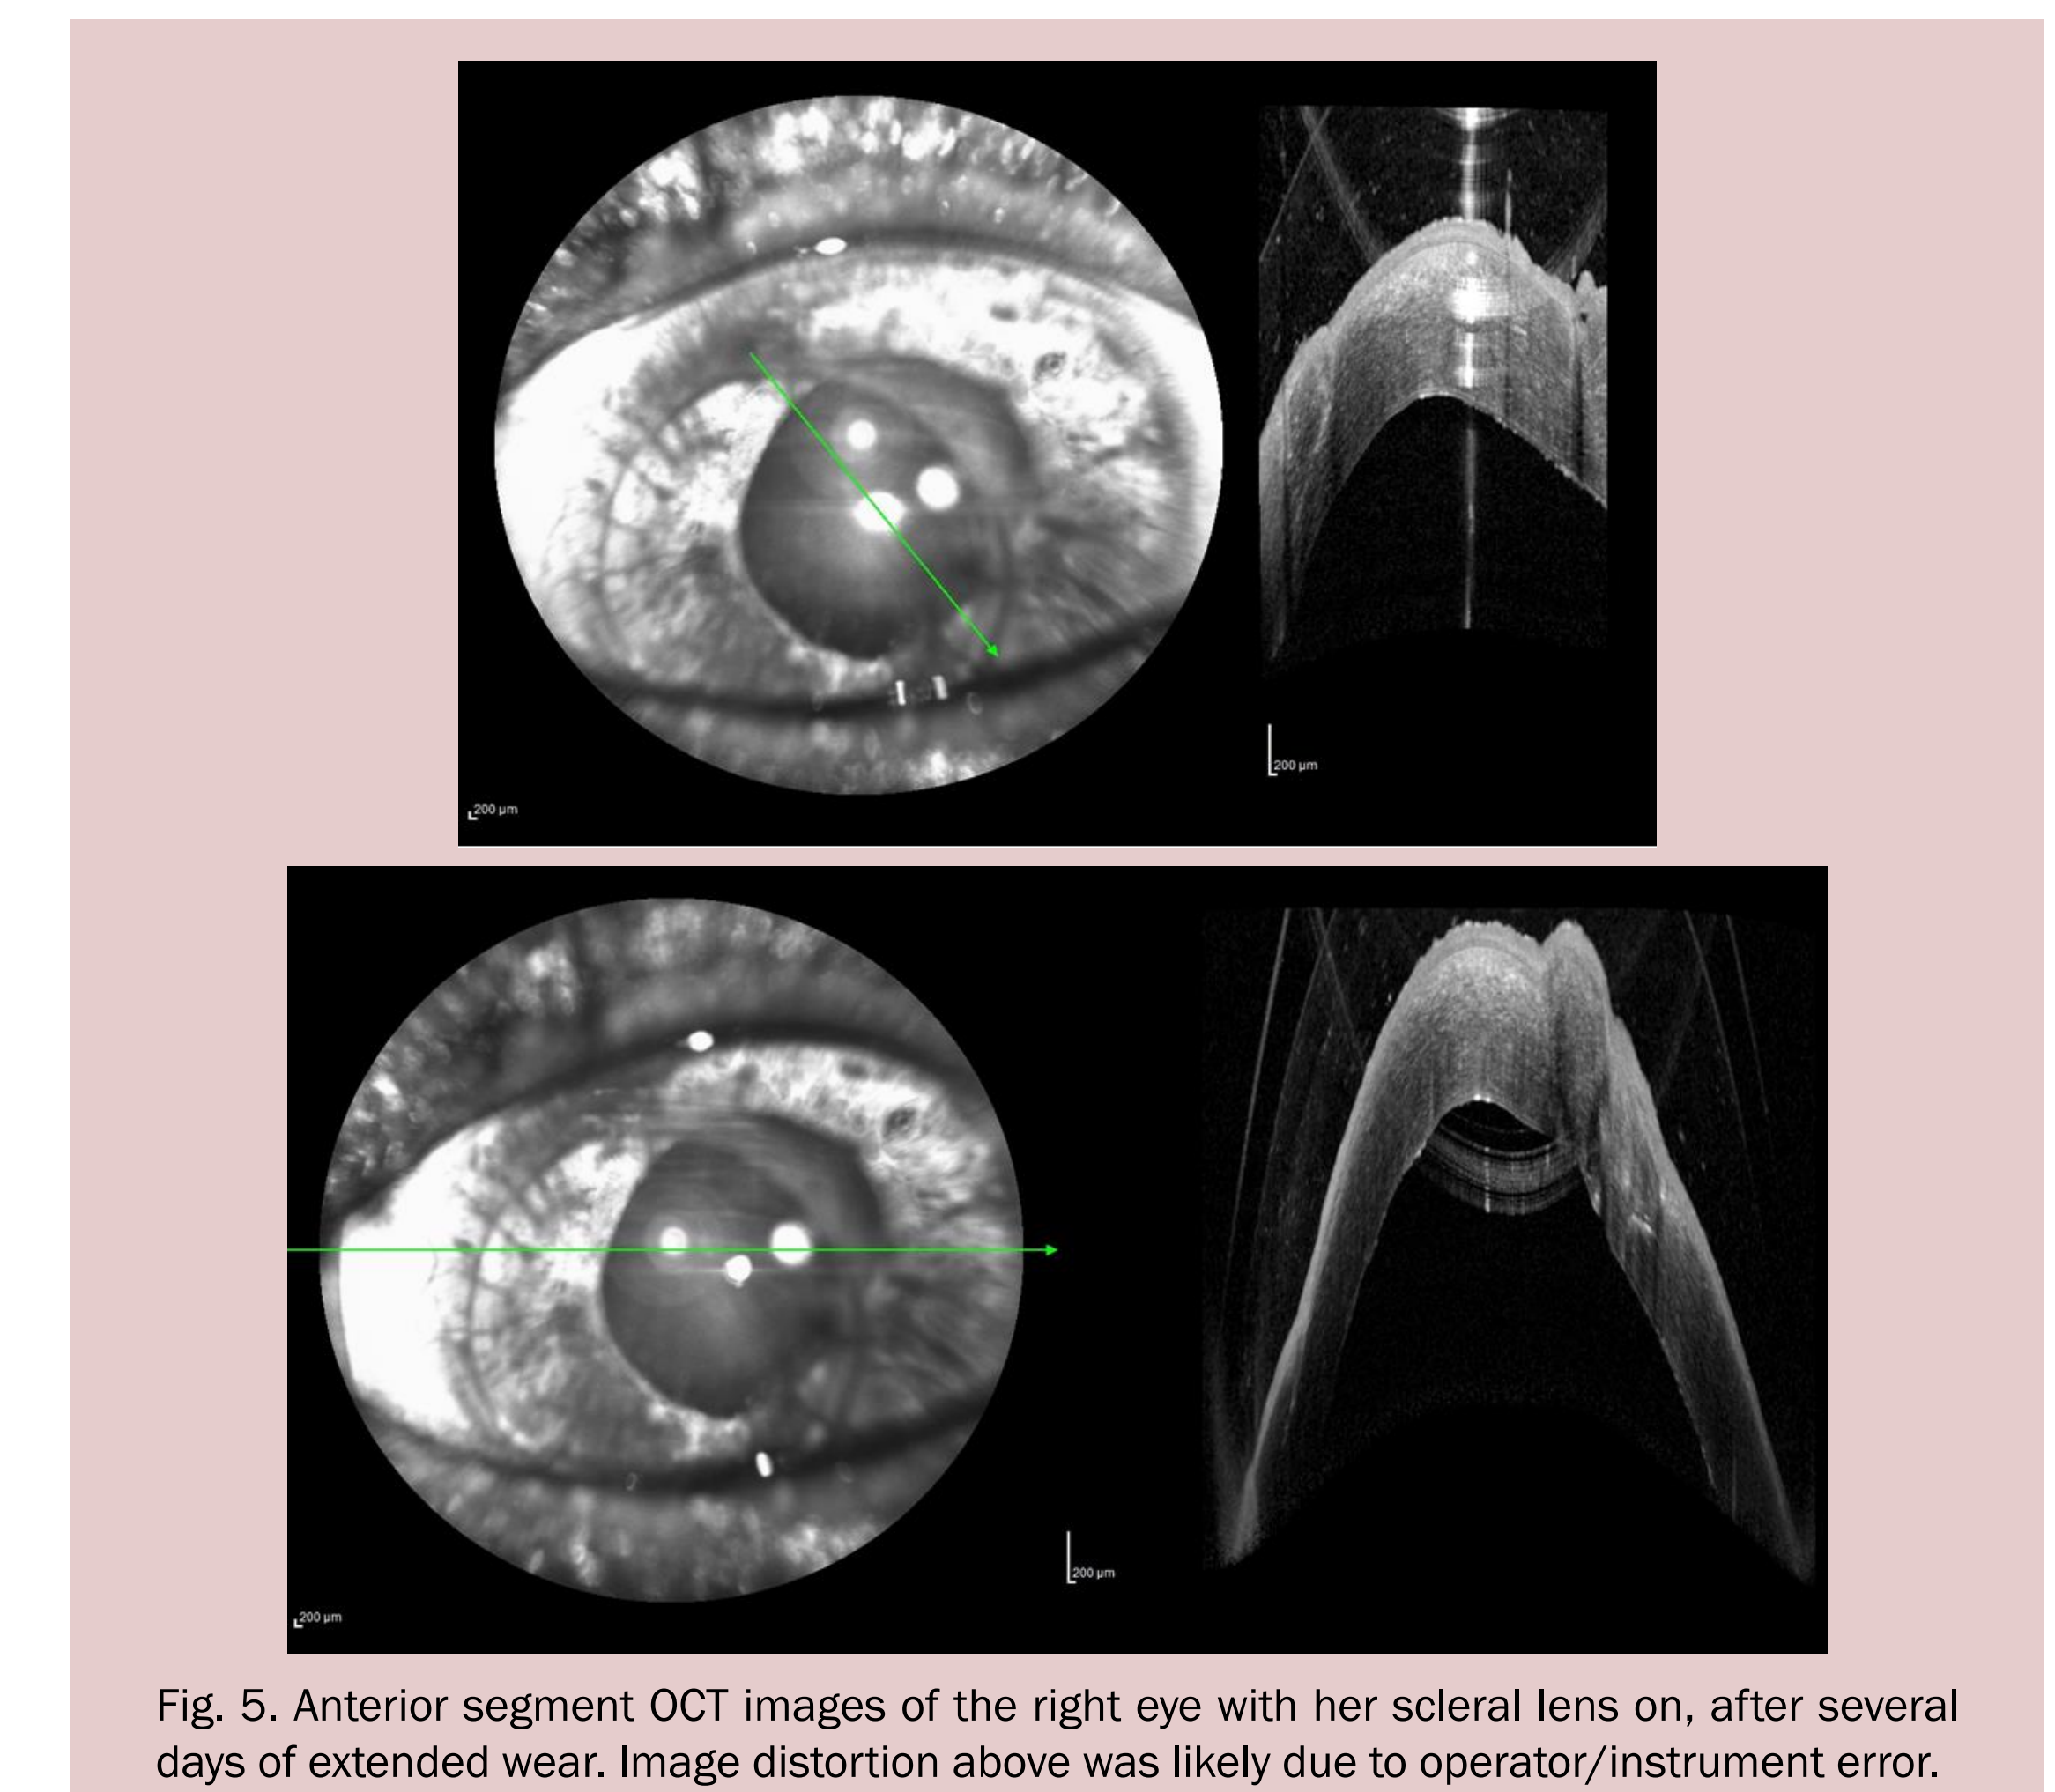 200 µm
200 µm
200 µm
200 µm
Fig. 5. Anterior segment OCT images of the right eye with her scleral lens on, after several
days of extended wear. Image distortion above was likely due to operator/instrument error.